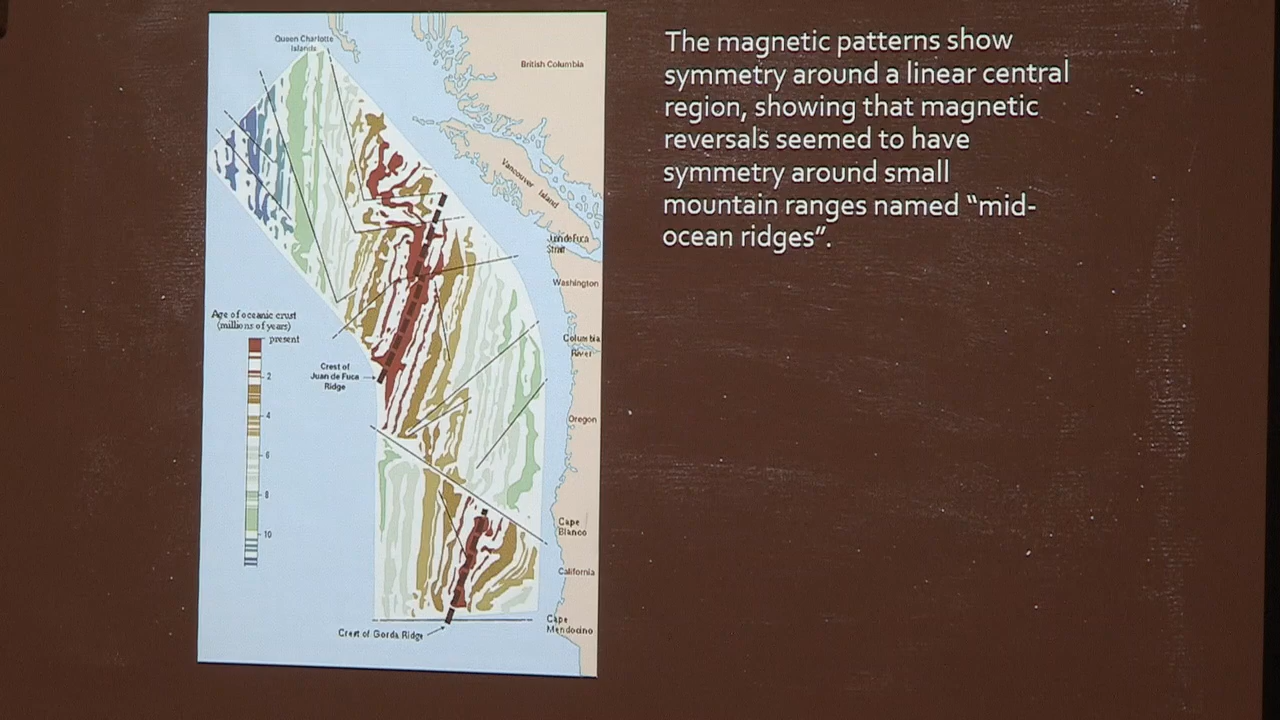 Queen Charlotte
Islands
British Columbia
Vancouver Island
Juan de Fuca
Strait
Washington
Columbia
River
Oregon
Cape
Blanco
California
Cape
Mendocino
Age of oceanic crust
(millions of years)
present
2
4
6
8
10
Crest of
Juan de Fuca
Ridge
Crest of Gorda Ridge
The magnetic patterns show
symmetry around a linear central
region, showing that magnetic
reversals seemed to have
symmetry around small
mountain ranges named “mid-
ocean ridges”.